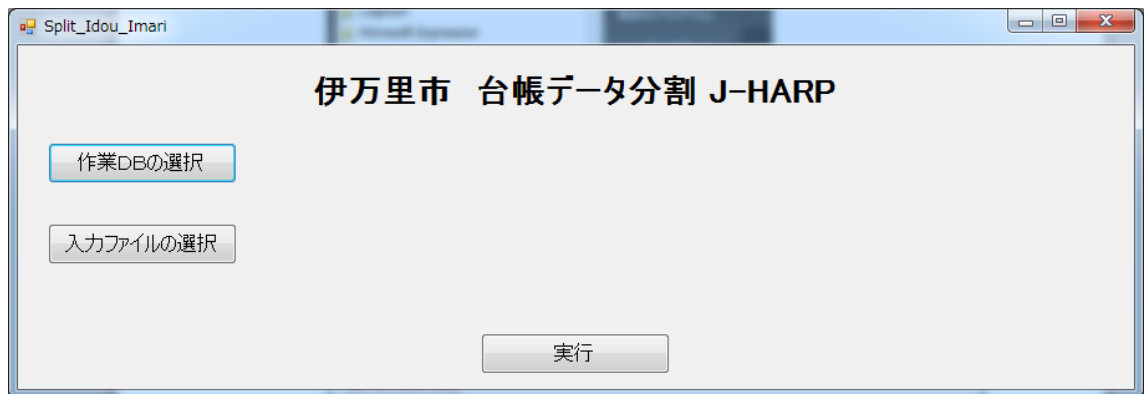 Split_Idou_Imari
伊万里市　台帳データ分割 J-HARP
作業DBの選択
入力ファイルの選択
実行